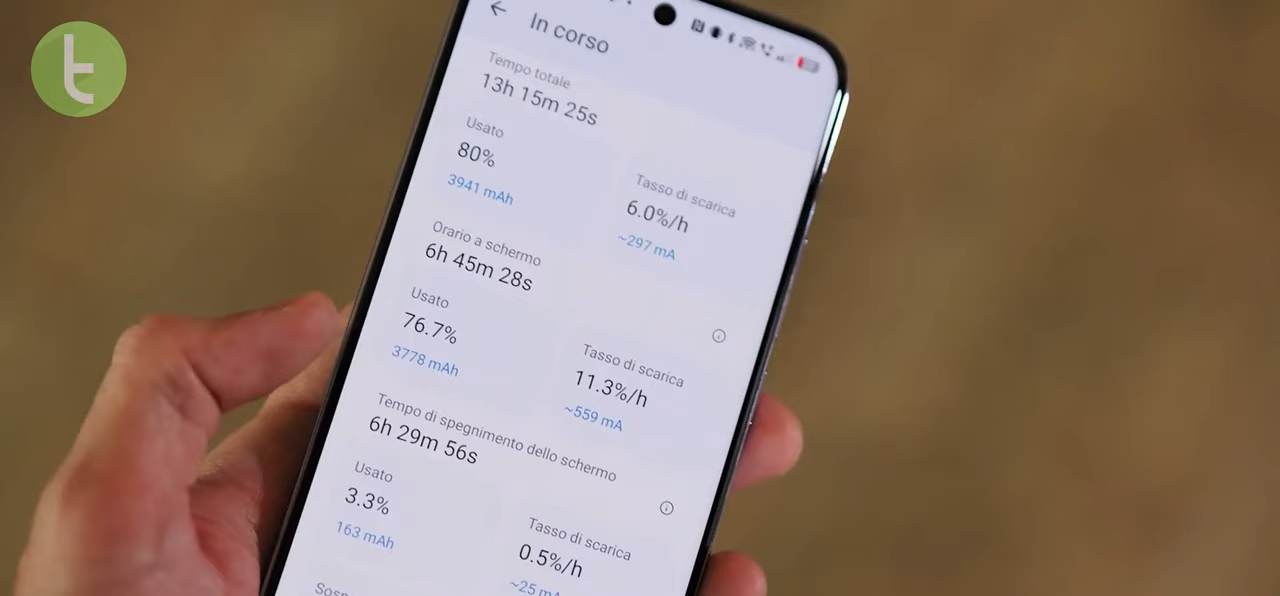 t
In corso
Tempo totale
13h 15m 25s
Usato
80%
3941 mAh
Tasso di scarica
6.0%/h
~297 mA
Orario a schermo
6h 45m 28s
Usato
76.7%
3778 mAh
Tasso di scarica
11.3%/h
~559 mA
Tempo di spegnimento dello schermo
6h 29m 56s
Usato
3.3%
163 mAh
Tasso di scarica
0.5%/h
~25 mA